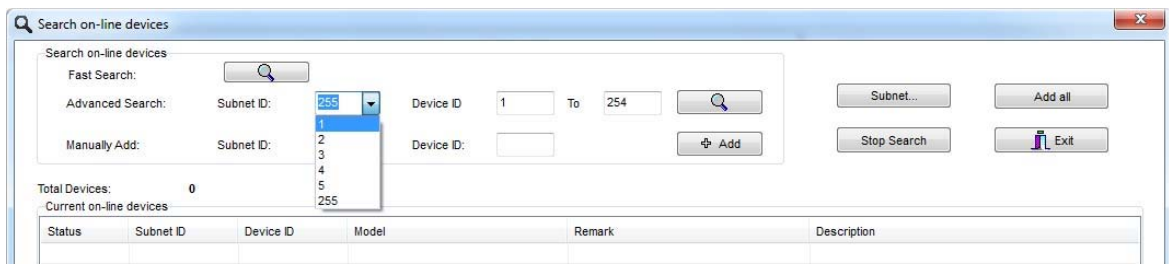 Search on-line devices
Search on-line devices
Fast Search:
Advanced Search: Subnet ID: 255 Device ID 1 To 254 Subnet... Add all
1
2
3
4
5
255
Manually Add: Subnet ID: Device ID: Add Stop Search Exit
Total Devices: 0
Current on-line devices
Status Subnet ID Device ID Model Remark Description